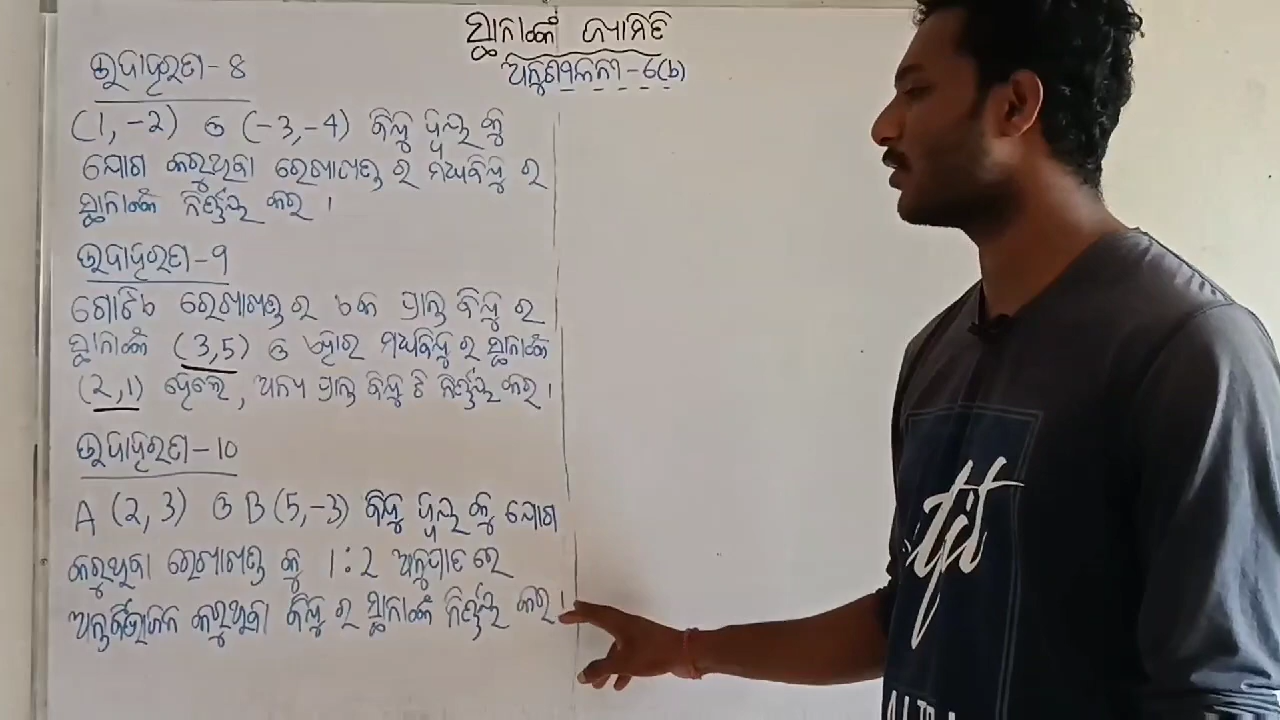 ସ୍ଥାନାଙ୍କ ଜ୍ୟାମିତି
ଅନୁଶୀଳନୀ - 6(b)
ଉଦାହରଣ - 8
(1, -2) ଓ (-3, -4) ବିନ୍ଦୁ ଦ୍ୱୟ କୁ
ଯୋଗ କରୁଥିବା ରେଖାଖଣ୍ଡ ର ମଧ୍ୟବିନ୍ଦୁ ର
ସ୍ଥାନାଙ୍କ ନିର୍ଣ୍ଣୟ କର ।
ଉଦାହରଣ - ୨
ଗୋଟିଏ ରେଖାଖଣ୍ଡ ର ଏକ ପ୍ରାନ୍ତ ବିନ୍ଦୁ ର
ସ୍ଥାନାଙ୍କ (3,5) ଓ ଏହାର ମଧ୍ୟବିନ୍ଦୁ ର ସ୍ଥାନାଙ୍କ
(2,1) ହେଲେ, ଅନ୍ୟ ପ୍ରାନ୍ତ ବିନ୍ଦୁ ଟି ନିର୍ଣ୍ଣୟ କର ।
ଉଦାହରଣ - 10
A (2, 3) ଓ B (5, -3) ବିନ୍ଦୁ ଦ୍ୱୟ କୁ ଯୋଗ
କରୁଥିବା ରେଖାଖଣ୍ଡ କୁ 1 : 2 ଅନୁପାତ ରେ
ଅନ୍ତର୍ବିଭାଜନ କରୁଥିବା ବିନ୍ଦୁ ର ସ୍ଥାନାଙ୍କ ନିର୍ଣ୍ଣୟ କର ।